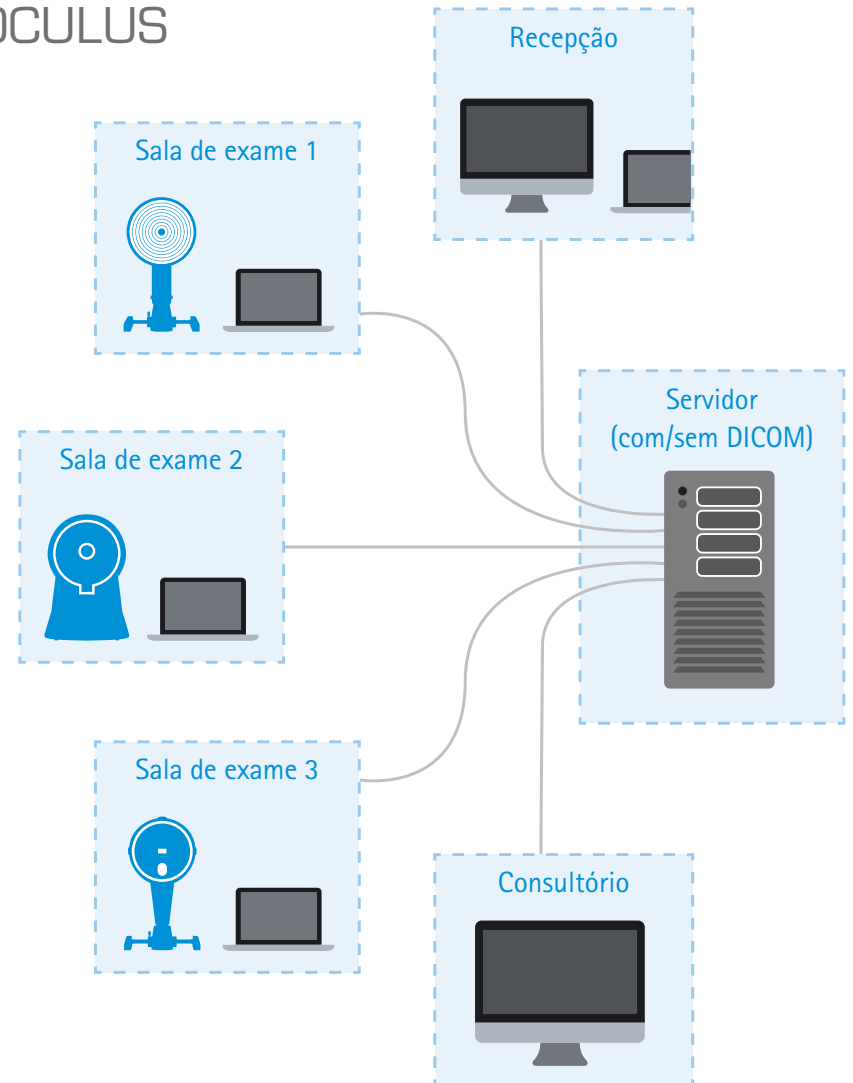 OCULUS
Recepção
Sala de exame 1
Servidor
(com/sem DICOM)
Sala de exame 2
Sala de exame 3
Consultório